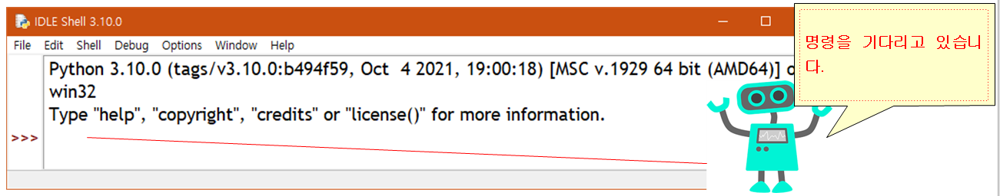 IDLE Shell 3.10.0
File Edit Shell Debug Options Window Help
Python 3.10.0 (tags/v3.10.0:b494f59, Oct  4 2021, 19:00:18) [MSC v.1929 64 bit (AMD64)] o
win32
Type "help", "copyright", "credits" or "license()" for more information.
>>>
명령을 기다리고 있습니
다.